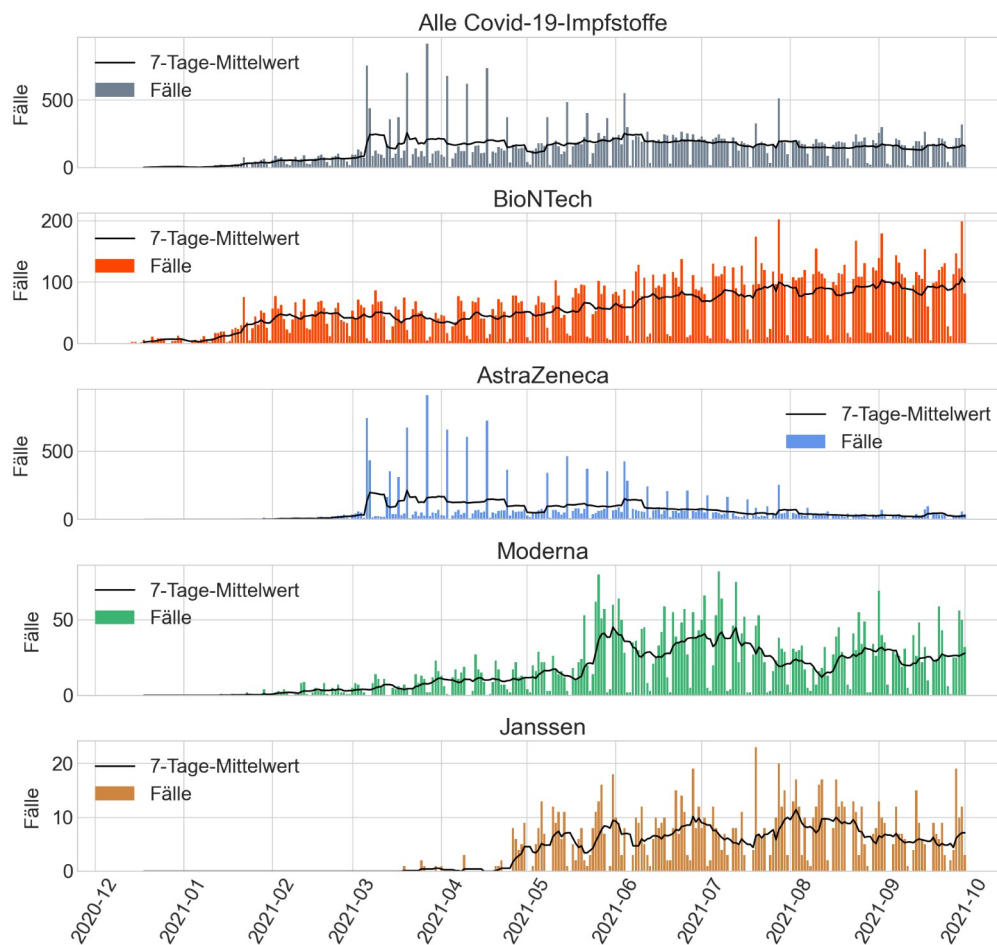 Alle Covid-19-Impfstoffe
Fälle
500
0
7-Tage-Mittelwert
Fälle
BioNTech
Fälle
200
100
0
7-Tage-Mittelwert
Fälle
AstraZeneca
Fälle
500
0
7-Tage-Mittelwert
Fälle
Moderna
Fälle
50
0
7-Tage-Mittelwert
Fälle
Janssen
Fälle
20
10
0
7-Tage-Mittelwert
Fälle
2020-12
2021-01
2021-02
2021-03
2021-04
2021-05
2021-06
2021-07
2021-08
2021-09
2021-10